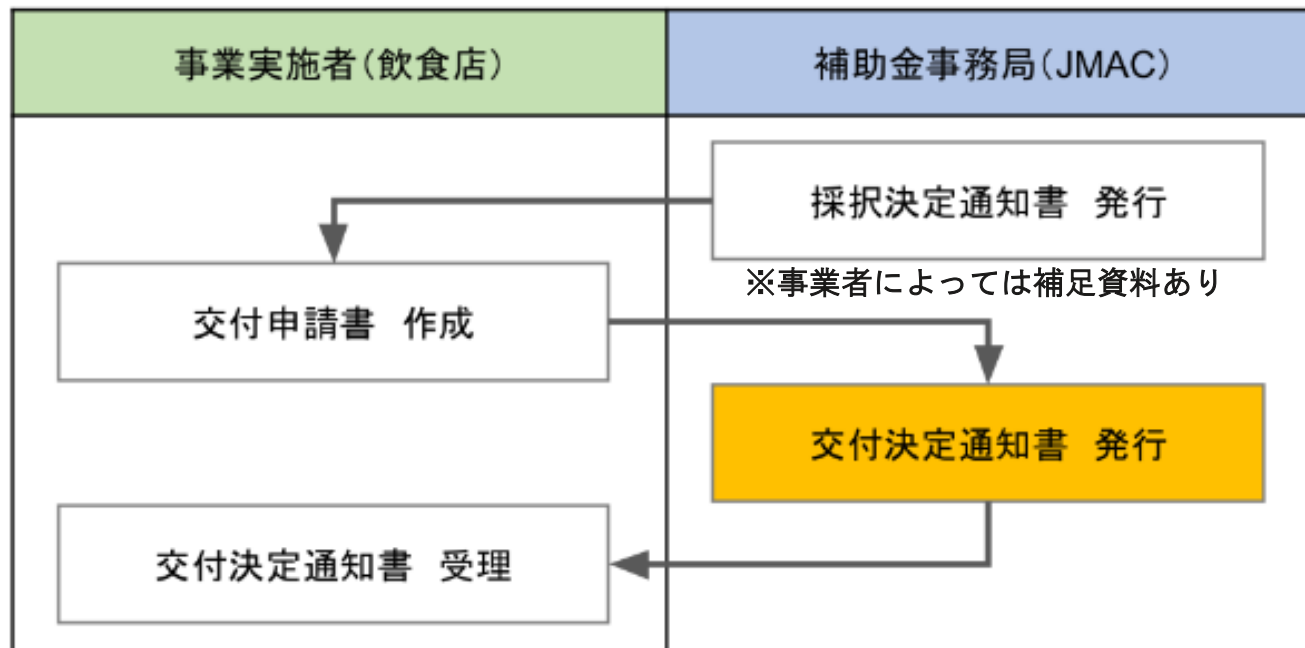 事業実施者(飲食店)
補助金事務局(JMAC)
採択決定通知書　発行
※事業者によっては補足資料あり
交付申請書　作成
交付決定通知書　発行
交付決定通知書　受理